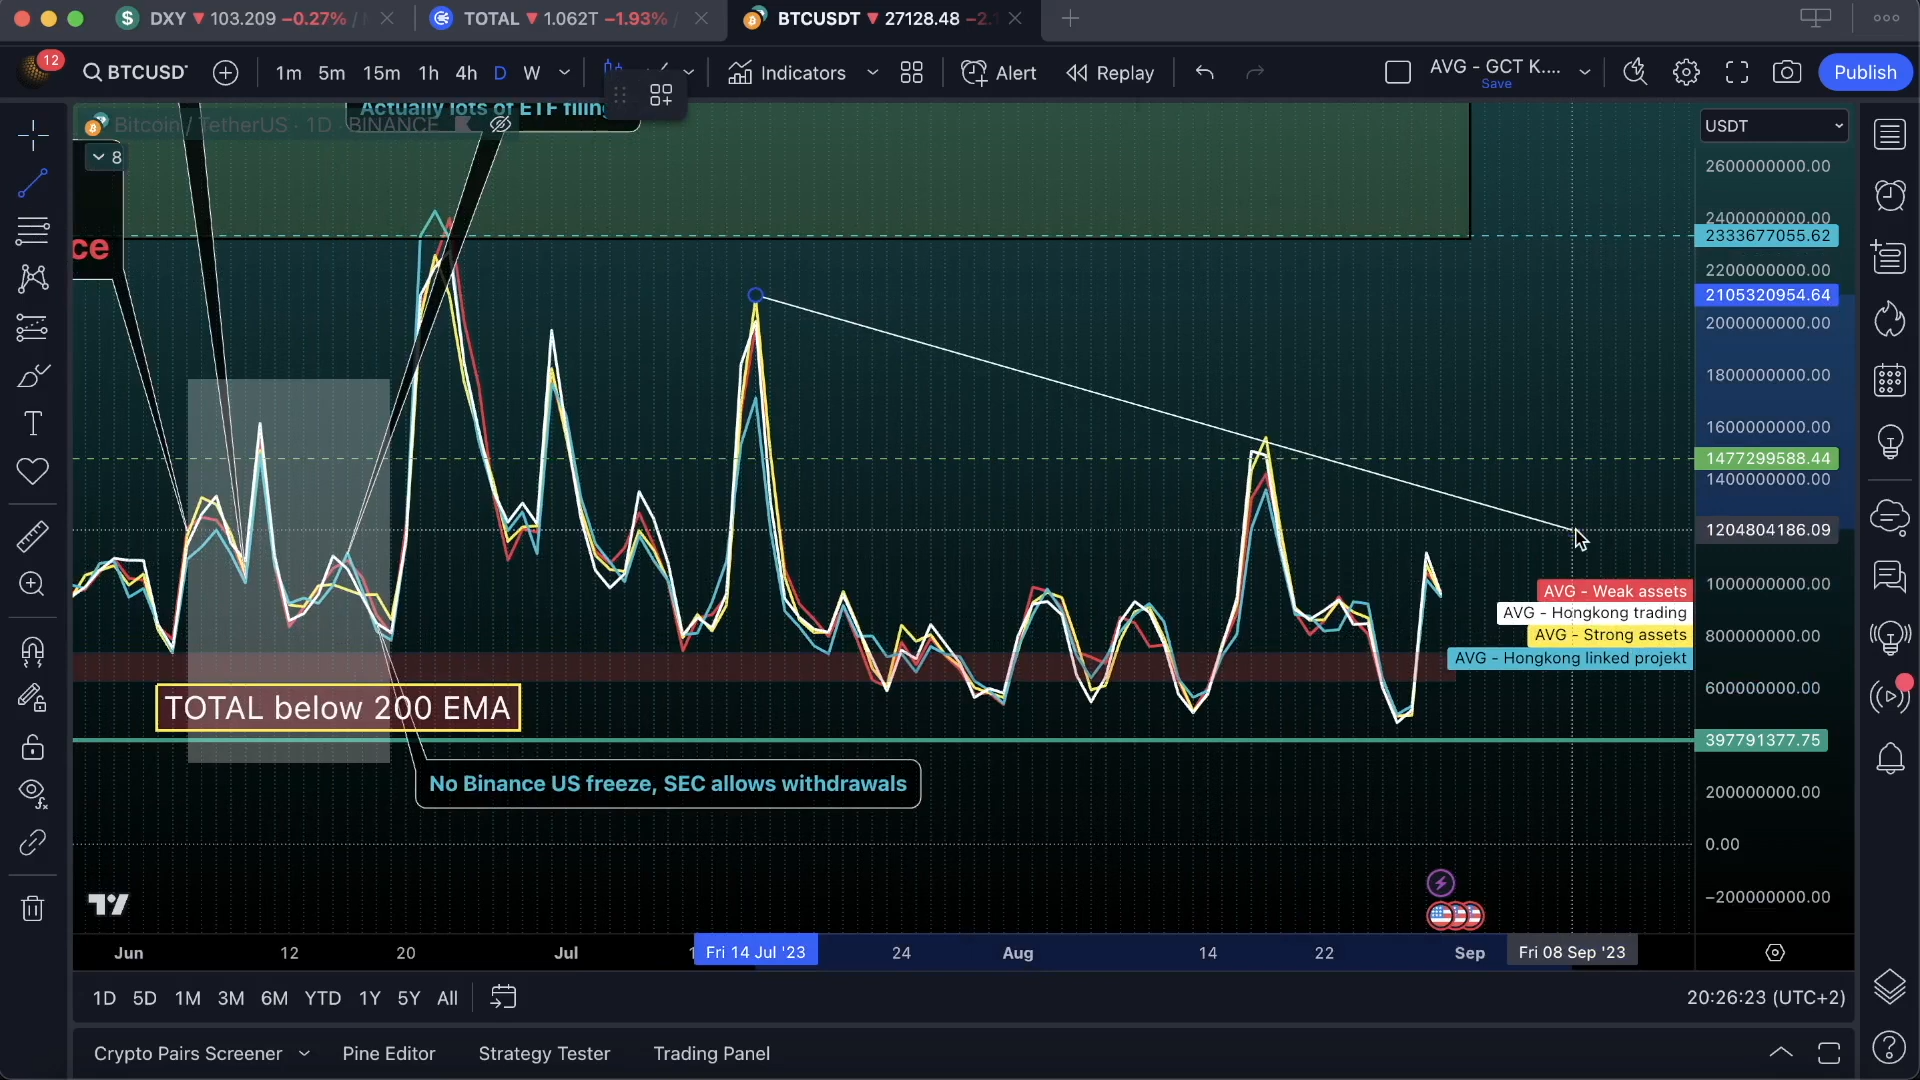 DXY 103.209 −0.27% /
TOTAL 1.062T −1.93% /
BTCUSDT 27128.48
12
BTCUSDT
1m 5m 15m 1h 4h D W
Indicators
Alert
Replay
AVG - GCT K....
Save
Publish
Actually lots of ETF filing
Bitcoin / TetherUS · 1D · BINANCE
8
ce
USDT
2600000000.00
2400000000.00
2333677055.62
2200000000.00
2105320954.64
2000000000.00
1800000000.00
1600000000.00
1477299588.44
1400000000.00
1204804186.09
1000000000.00
AVG - Weak assets
AVG - Hongkong trading
AVG - Strong assets
800000000.00
AVG - Hongkong linked projekt
600000000.00
TOTAL below 200 EMA
397791377.75
No Binance US freeze, SEC allows withdrawals
200000000.00
0.00
−200000000.00
Jun 12 20 Jul Fri 14 Jul '23 24 Aug 14 22 Sep Fri 08 Sep '23
1D 5D 1M 3M 6M YTD 1Y 5Y All
20:26:23 (UTC+2)
Crypto Pairs Screener Pine Editor Strategy Tester Trading Panel